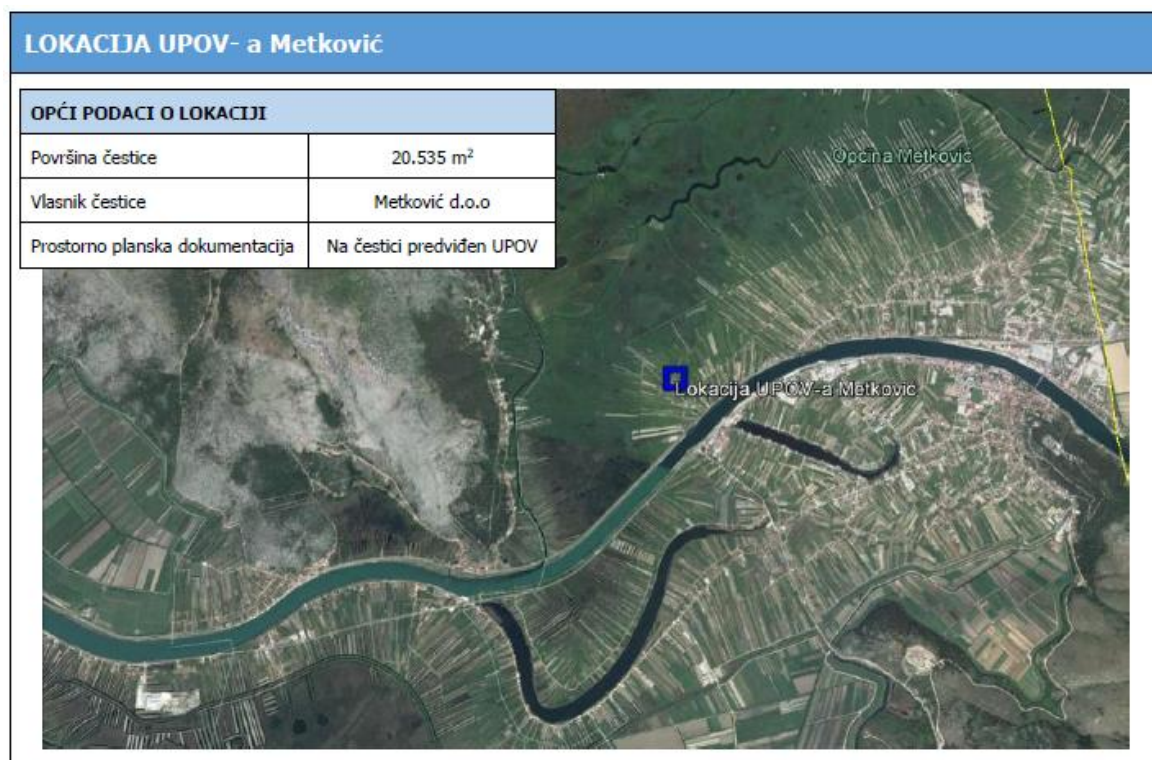 LOKACIJA UPOV- a Metković
OPĆI PODACI O LOKACIJI
Površina čestice 20.535 m²
Vlasnik čestice Metković d.o.o
Prostorno planska dokumentacija Na čestici predviđen UPOV
Općina Metković
Lokacija UPOV-a Metković